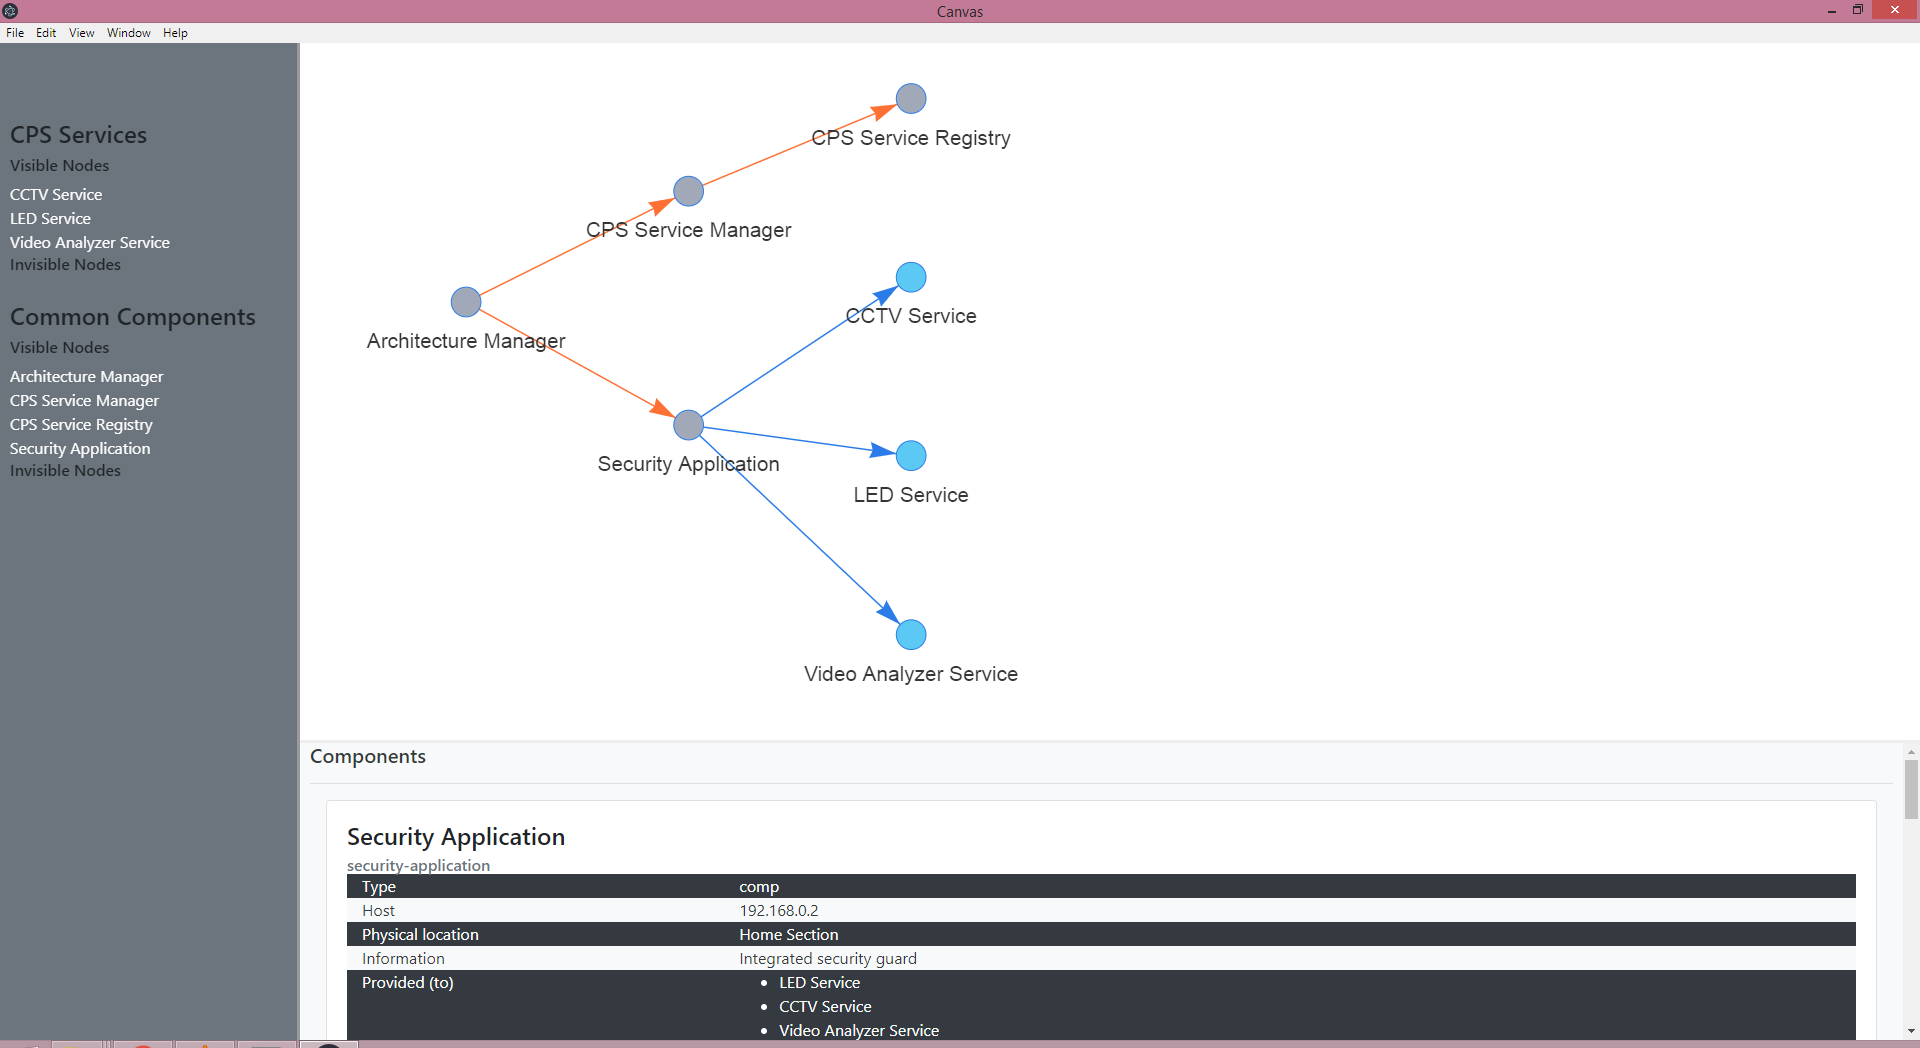 Canvas
File Edit View Window Help
CPS Services
Visible Nodes
CCTV Service
LED Service
Video Analyzer Service
Invisible Nodes
Common Components
Visible Nodes
Architecture Manager
CPS Service Manager
CPS Service Registry
Security Application
Invisible Nodes
CPS Service Registry
CPS Service Manager
CCTV Service
Architecture Manager
Security Application
LED Service
Video Analyzer Service
Components
Security Application
security-application
Type comp
Host 192.168.0.2
Physical location Home Section
Information Integrated security guard
Provided (to) • LED Service
• CCTV Service
• Video Analyzer Service